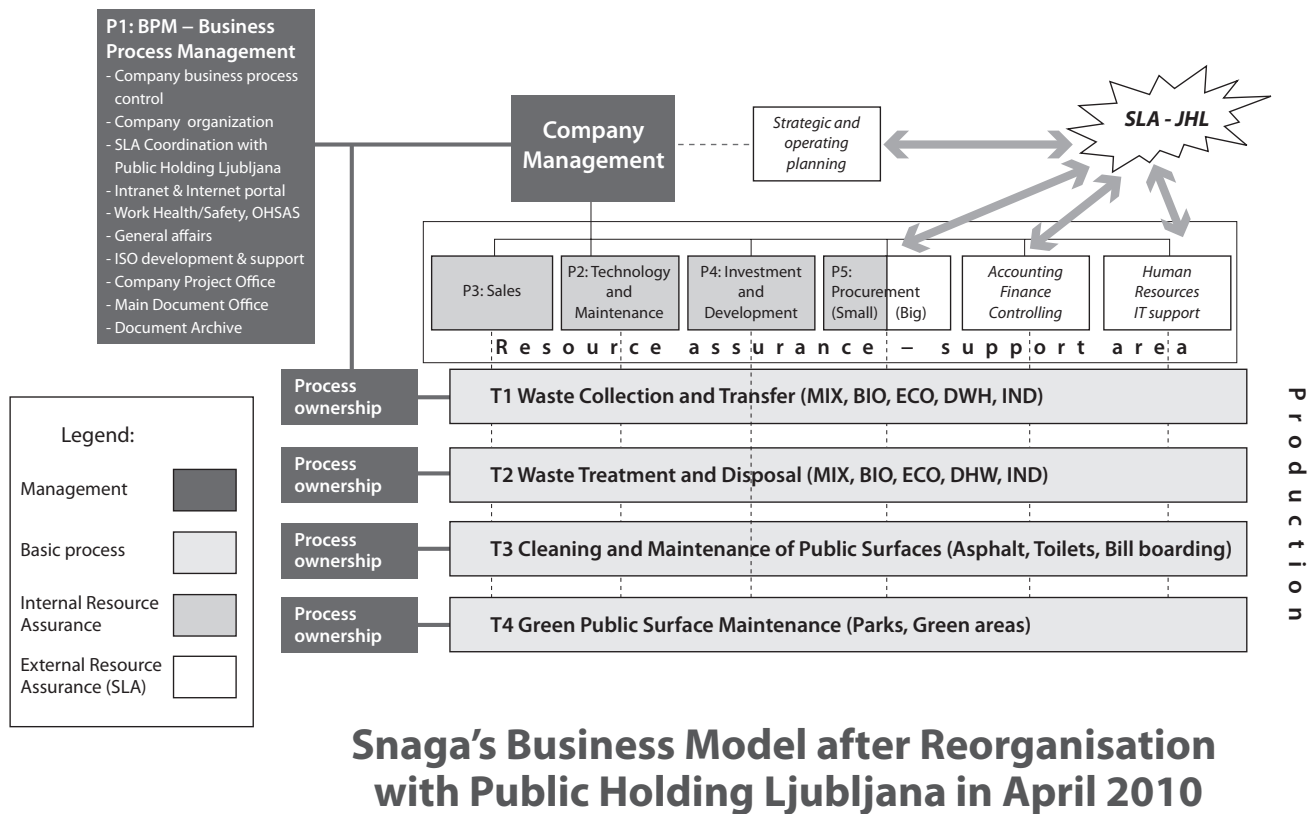 P1: BPM – Business
Process Management
- Company business process
control
- Company organization
- SLA Coordination with
Public Holding Ljubljana
- Intranet & Internet portal
- Work Health/Safety, OHSAS
- General affairs
- ISO development & support
- Company Project Office
- Main Document Office
- Document Archive
Company
Management
Strategic and
operating
planning
SLA - JHL
P3: Sales
P2: Technology
and
Maintenance
P4: Investment
and
Development
P5:
Procurement
(Small) (Big)
Accounting
Finance
Controlling
Human
Resources
IT support
Resource assurance – support area
Process
ownership
T1 Waste Collection and Transfer (MIX, BIO, ECO, DWH, IND)
Process
ownership
T2 Waste Treatment and Disposal (MIX, BIO, ECO, DHW, IND)
Process
ownership
T3 Cleaning and Maintenance of Public Surfaces (Asphalt, Toilets, Bill boarding)
Process
ownership
T4 Green Public Surface Maintenance (Parks, Green areas)
Production
Legend:
Management
Basic process
Internal Resource
Assurance
External Resource
Assurance (SLA)
Snaga's Business Model after Reorganisation
with Public Holding Ljubljana in April 2010